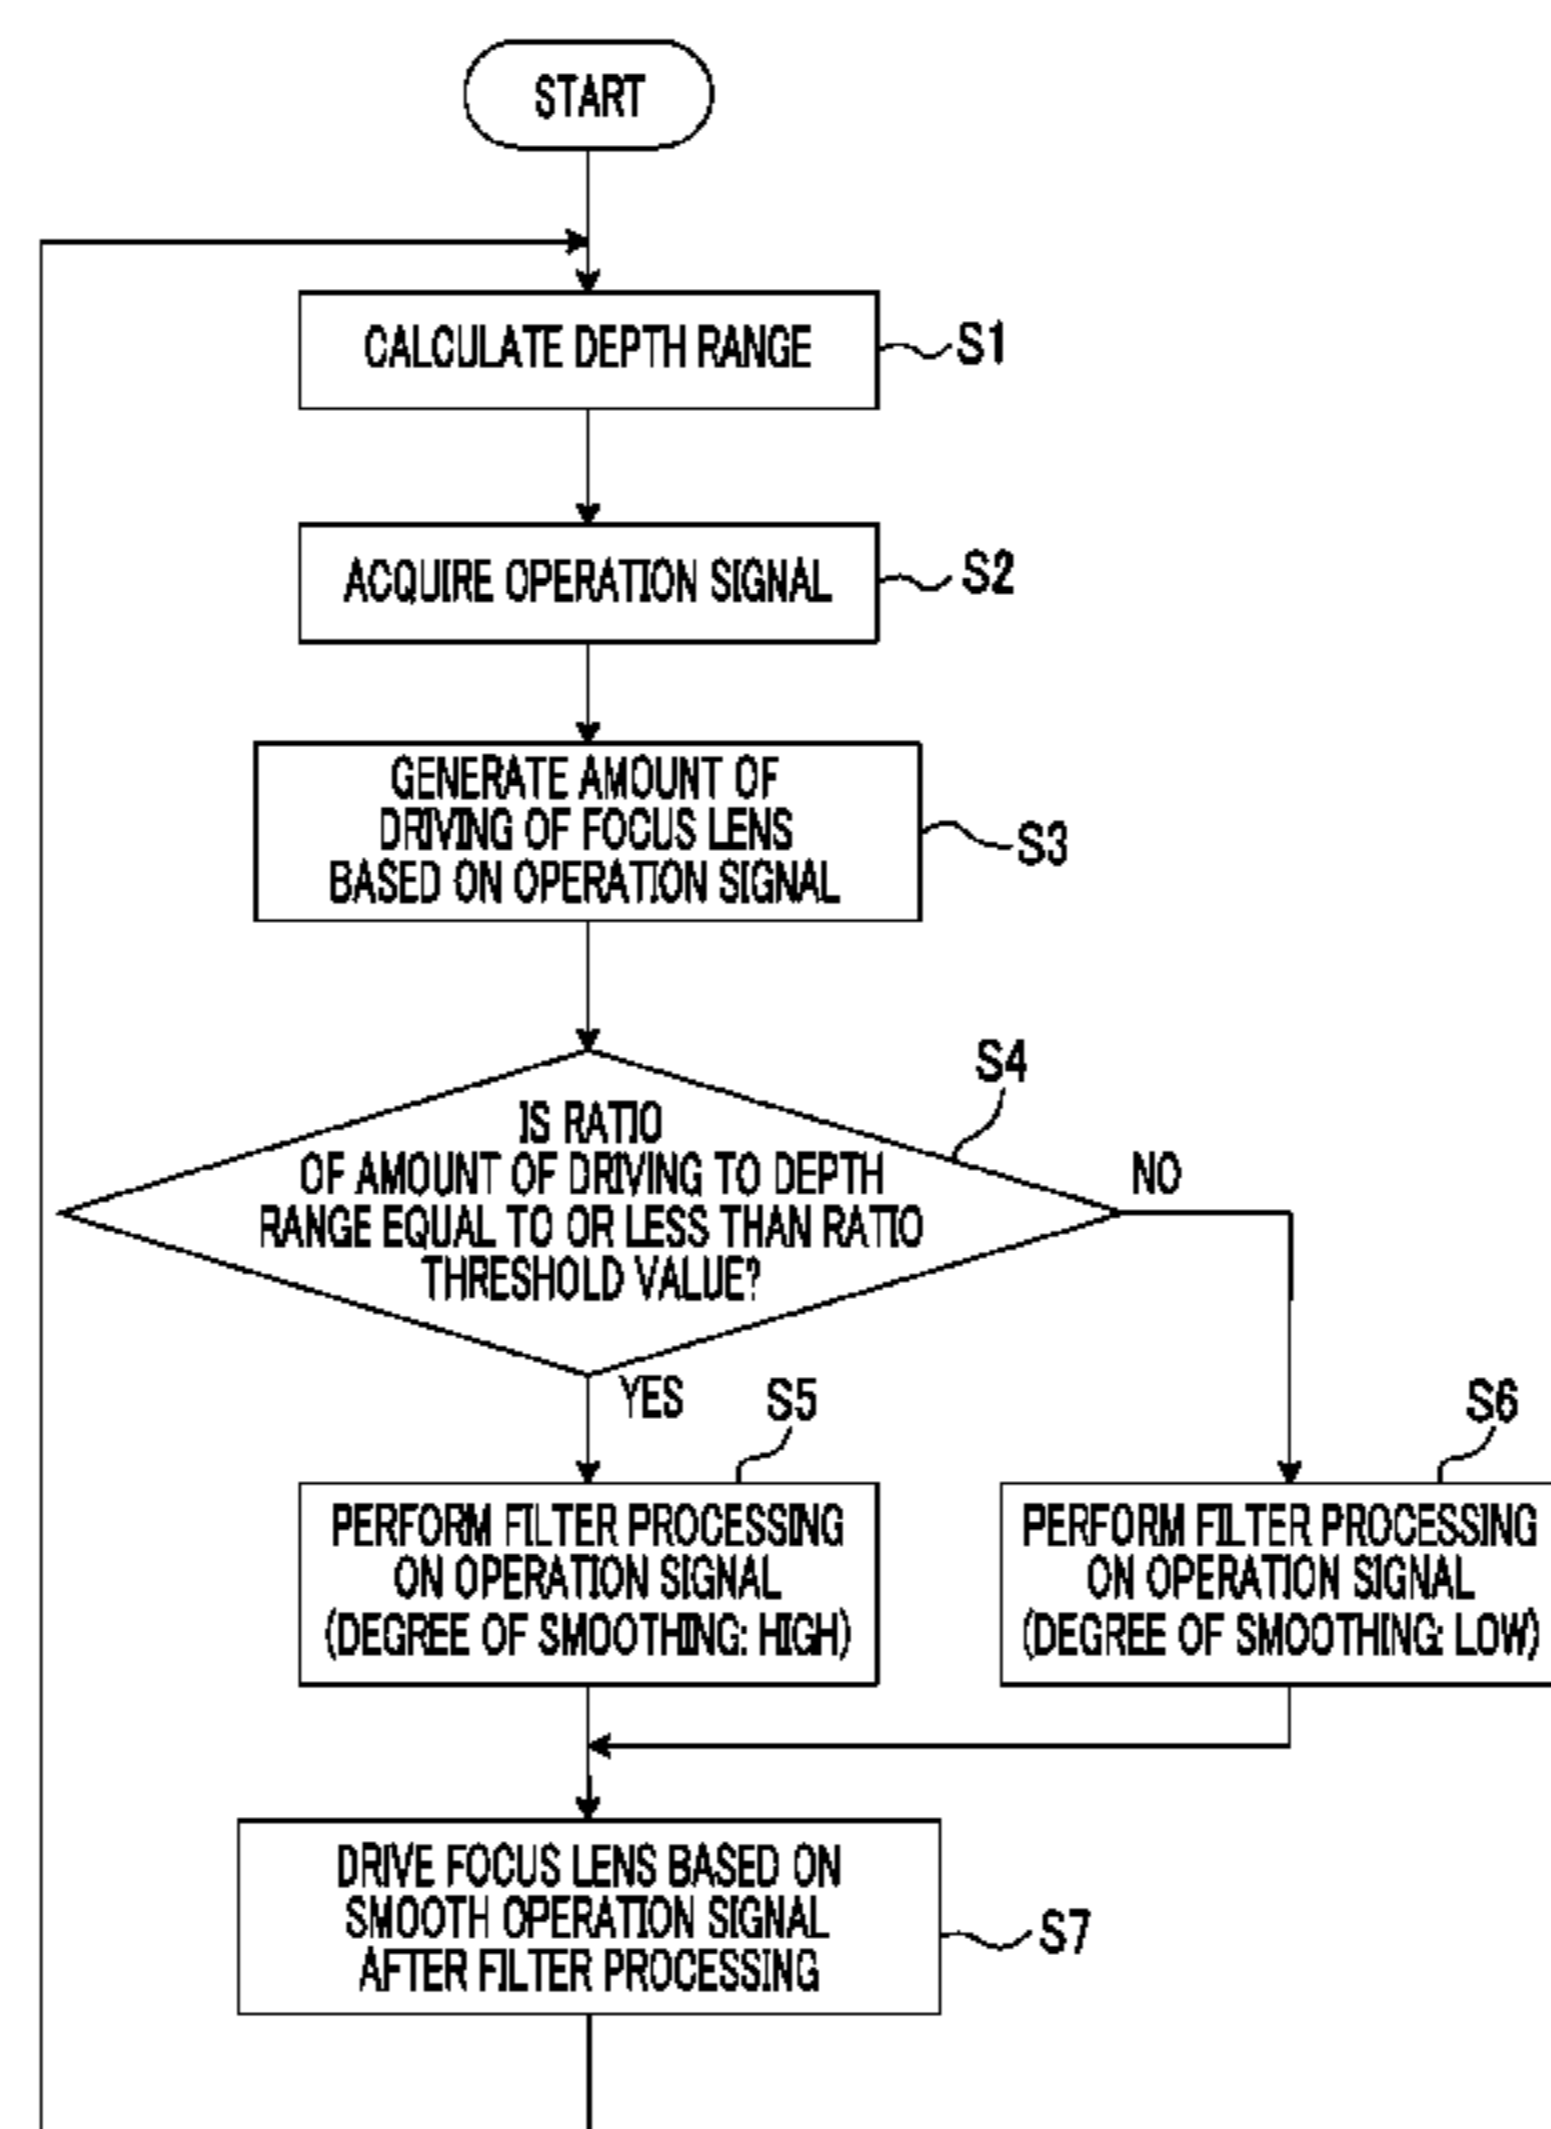 START
CALCULATE DEPTH RANGE
S1
ACQUIRE OPERATION SIGNAL
S2
GENERATE AMOUNT OF
DRIVING OF FOCUS LENS
BASED ON OPERATION SIGNAL
S3
S4
IS RATIO
OF AMOUNT OF DRIVING TO DEPTH
RANGE EQUAL TO OR LESS THAN RATIO
THRESHOLD VALUE?
NO
YES
S5
PERFORM FILTER PROCESSING
ON OPERATION SIGNAL
(DEGREE OF SMOOTHING: HIGH)
S6
PERFORM FILTER PROCESSING
ON OPERATION SIGNAL
(DEGREE OF SMOOTHING: LOW)
DRIVE FOCUS LENS BASED ON
SMOOTH OPERATION SIGNAL
AFTER FILTER PROCESSING
S7